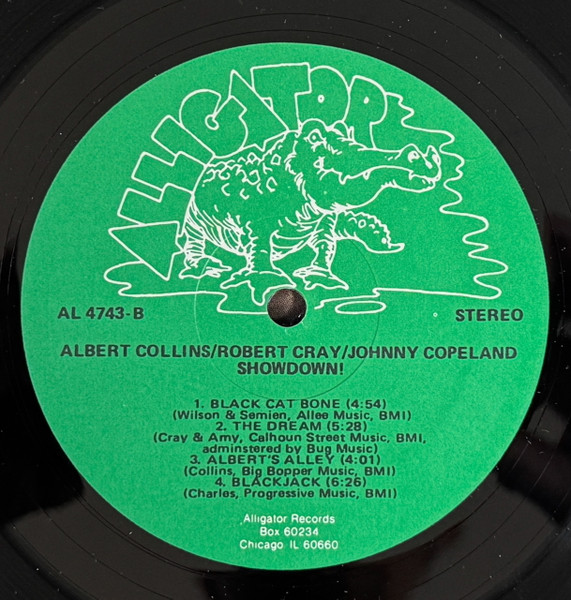 ALLIGATOR
AL 4743-B
STEREO
ALBERT COLLINS/ROBERT CRAY/JOHNNY COPELAND
SHOWDOWN!
1. BLACK CAT BONE (4:54)
(Wilson & Semien, Allee Music, BMI)
2. THE DREAM (5:28)
(Cray & Amy, Calhoun Street Music, BMI,
adminstered by Bug Music)
3. ALBERT'S ALLEY (4:01)
(Collins, Big Bopper Music, BMI)
4. BLACKJACK (6:26)
(Charles, Progressive Music, BMI)
Alligator Records
Box 60234
Chicago IL 60660